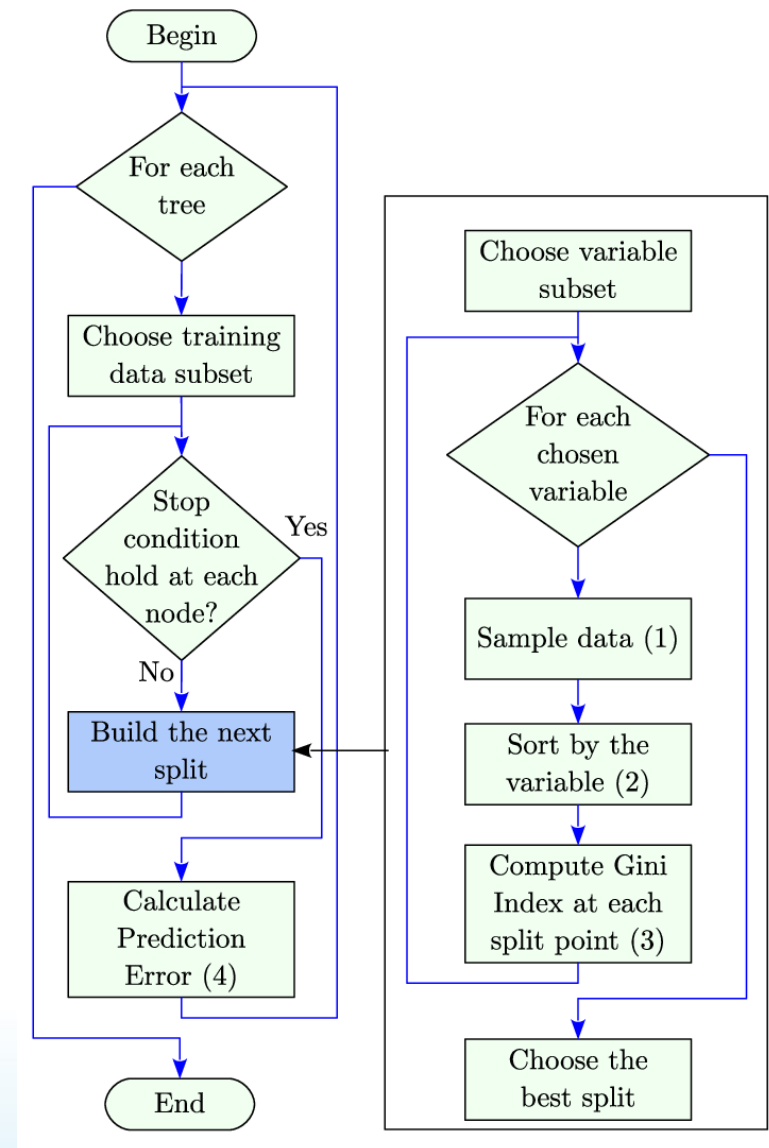 Begin
For each
tree
Choose training
data subset
Stop
condition
hold at each
node?
Yes
No
Build the next
split
Calculate
Prediction
Error (4)
End
Choose variable
subset
For each
chosen
variable
Sample data (1)
Sort by the
variable (2)
Compute Gini
Index at each
split point (3)
Choose the
best split